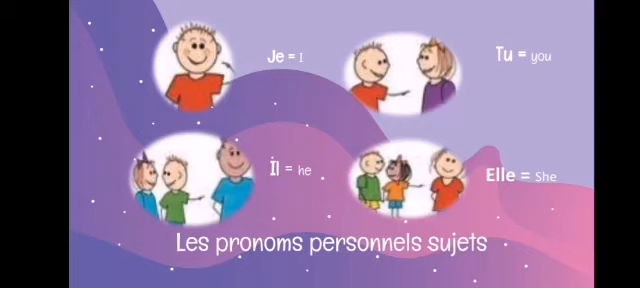 Je = I
Tu = you
Il = he
Elle = She
Les pronoms personnels sujets